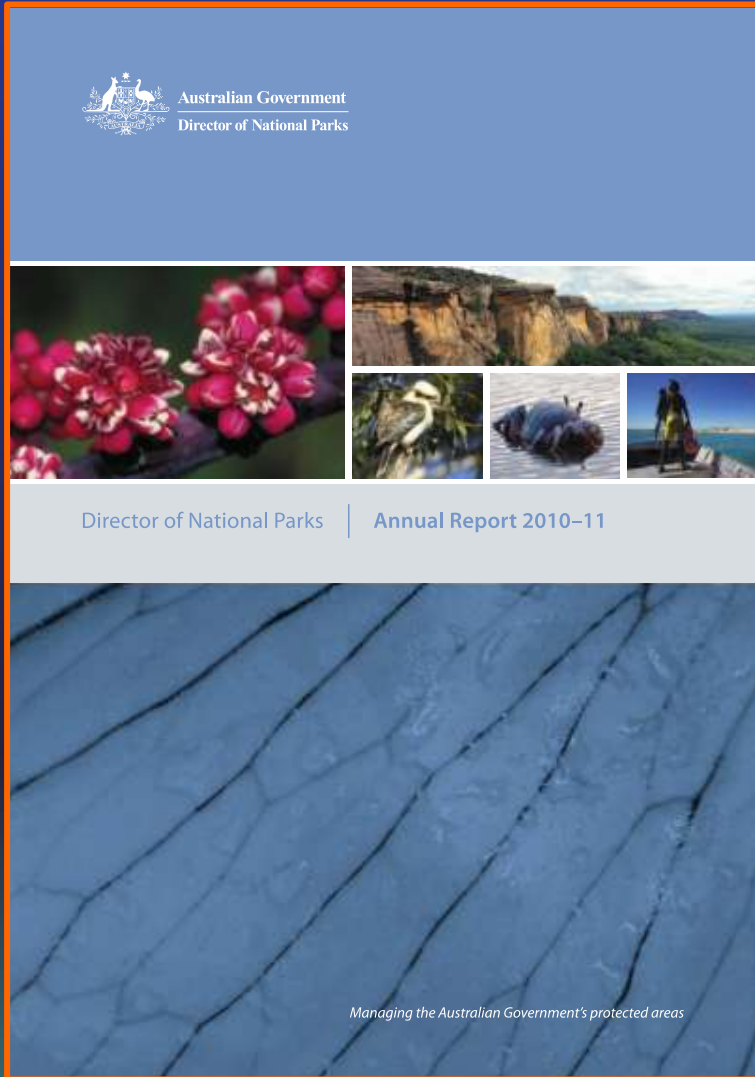 Australian Government
Director of National Parks
Director of National Parks
Annual Report 2010–11
Managing the Australian Government's protected areas